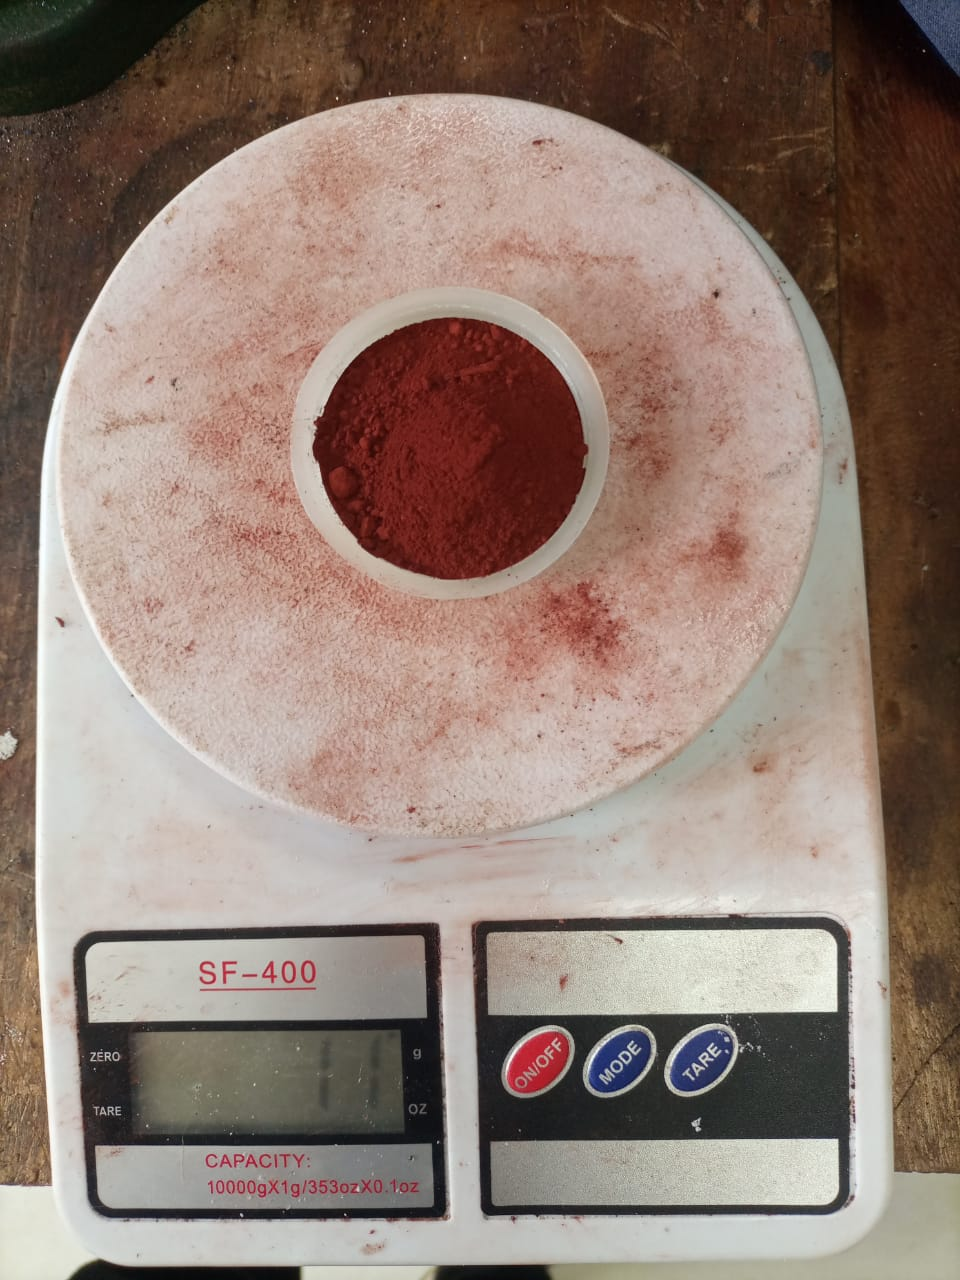 SF-400
ZERO
g
TARE
OZ
CAPACITY:
10000gX1g/353ozX0.1oz
ON/OFF
MODE
TARE